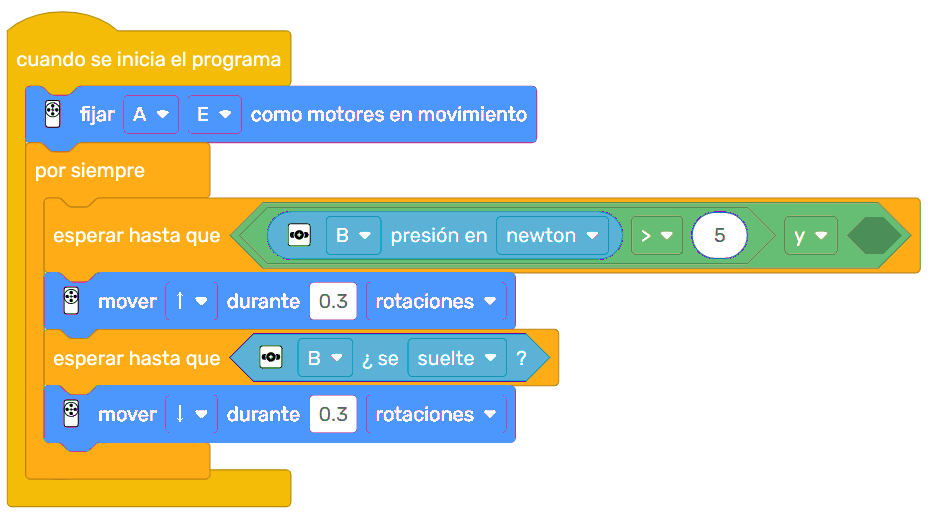 cuando se inicia el programa
fijar A E como motores en movimiento
por siempre
esperar hasta que B presión en newton > 5 y
mover ↑ durante 0.3 rotaciones
esperar hasta que B ¿ se suelte ?
mover ↓ durante 0.3 rotaciones